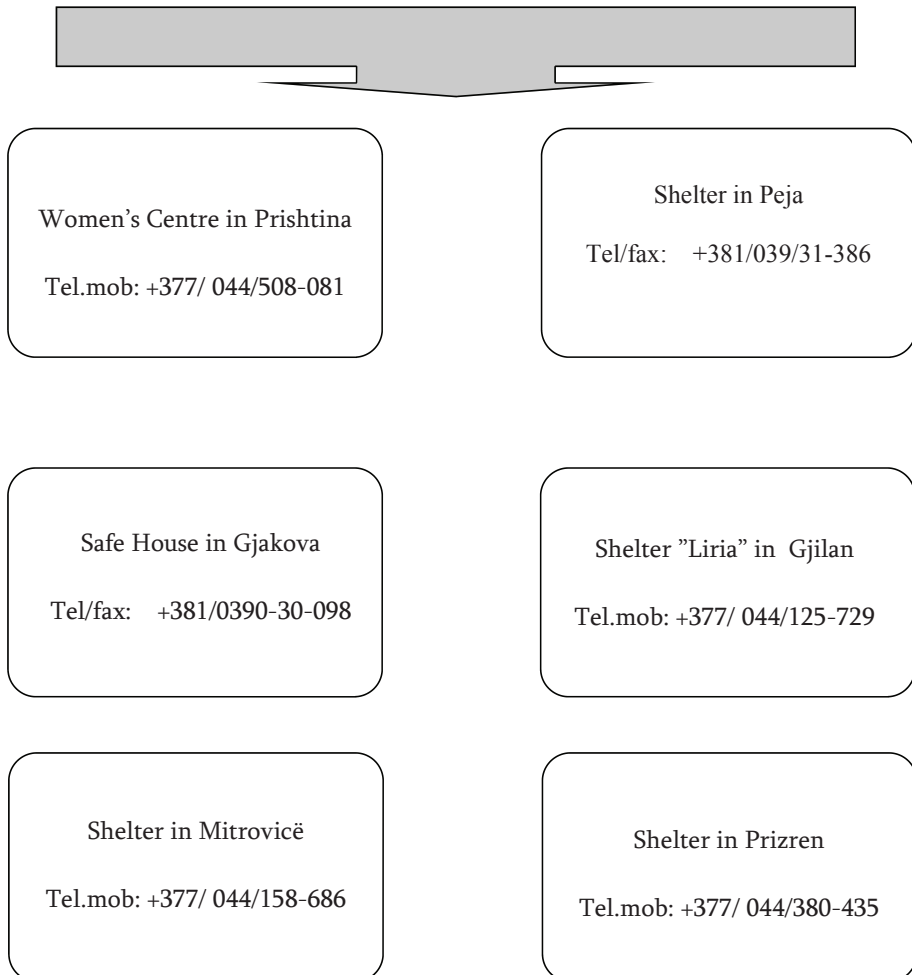 Women’s Centre in Prishtina
Tel.mob: +377/ 044/508-081
Shelter in Peja
Tel/fax: +381/039/31-386
Safe House in Gjakova
Tel/fax: +381/0390-30-098
Shelter ”Liria” in Gjilan
Tel.mob: +377/ 044/125-729
Shelter in Mitrovicë
Tel.mob: +377/ 044/158-686
Shelter in Prizren
Tel.mob: +377/ 044/380-435